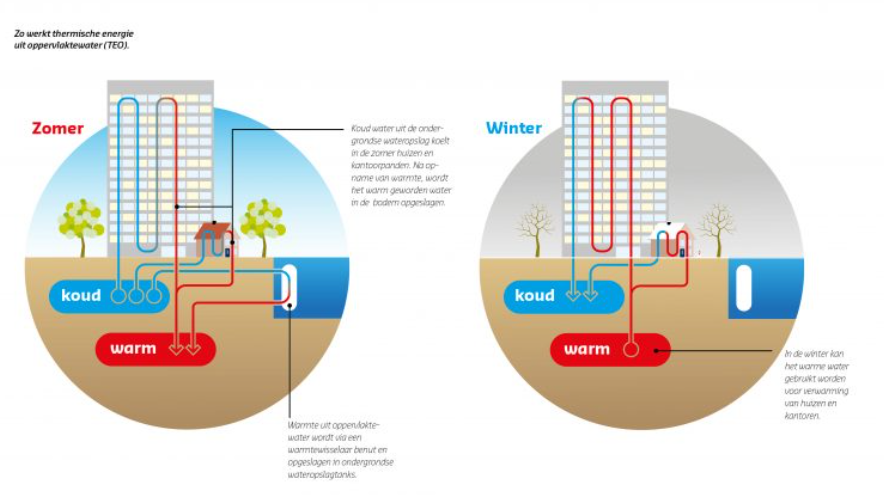 Zo werkt thermische energie
uit oppervlaktewater (TEO).
Zomer
Koud water uit de onder-
grondse wateropslag koelt
in de zomer huizen en
kantoorpanden. Na op-
name van warmte, wordt
het warm geworden water
in de bodem opgeslagen.
koud
warm
Warmte uit oppervlakte-
water wordt via een
warmtewisselaar benut en
opgeslagen in ondergrondse
wateropslagtanks.
Winter
koud
warm
In de winter kan
het warme water
gebruikt worden
voor verwarming
van huizen en
kantoren.